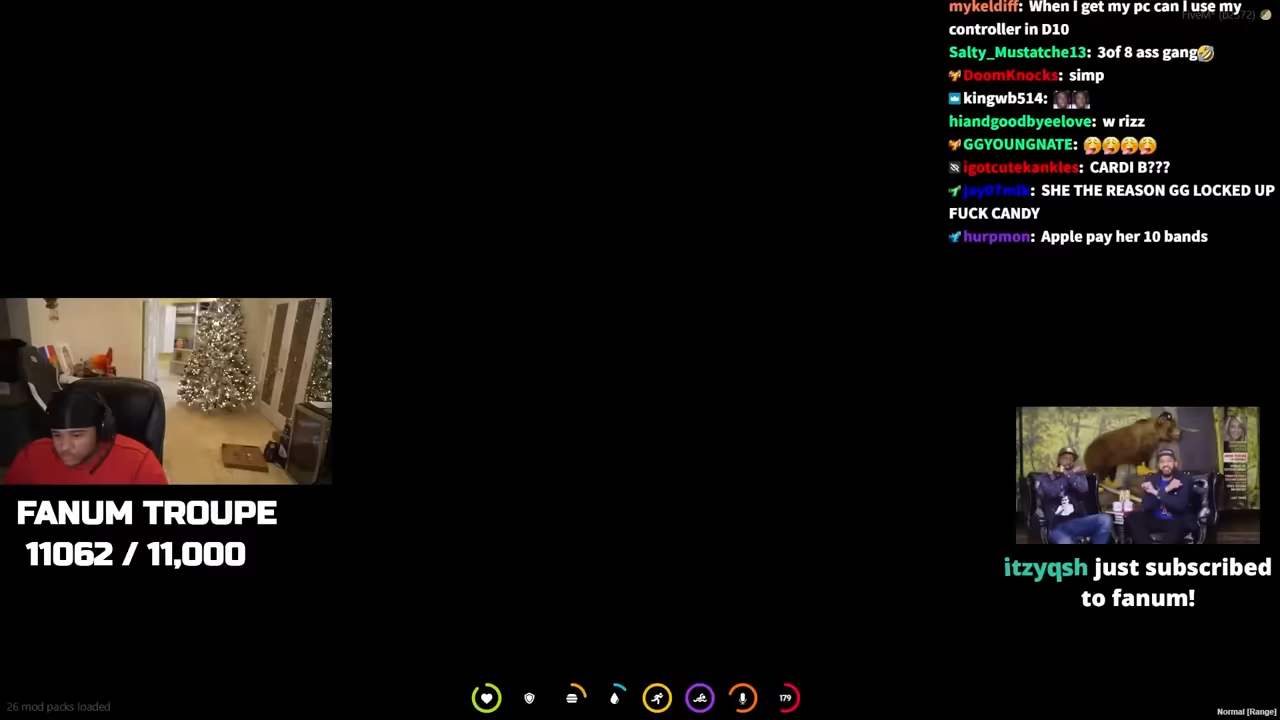 mykeldiff: When I get my pc can I use my
controller in D10
Salty_Mustatche13: 3of 8 ass gang🤣
DoomKnocks: simp
kingwb514:
hiandgoodbyeelove: w rizz
GGYOUNGNATE: 🥰🥰🥰🥰
igotcutekankles: CARDI B???
jay07mik: SHE THE REASON GG LOCKED UP
FUCK CANDY
hurpmon: Apple pay her 10 bands
FANUM TROUPE
11062 / 11,000
itzyqsh just subscribed
to fanum!
179
26 mod packs loaded
Normal [Range]